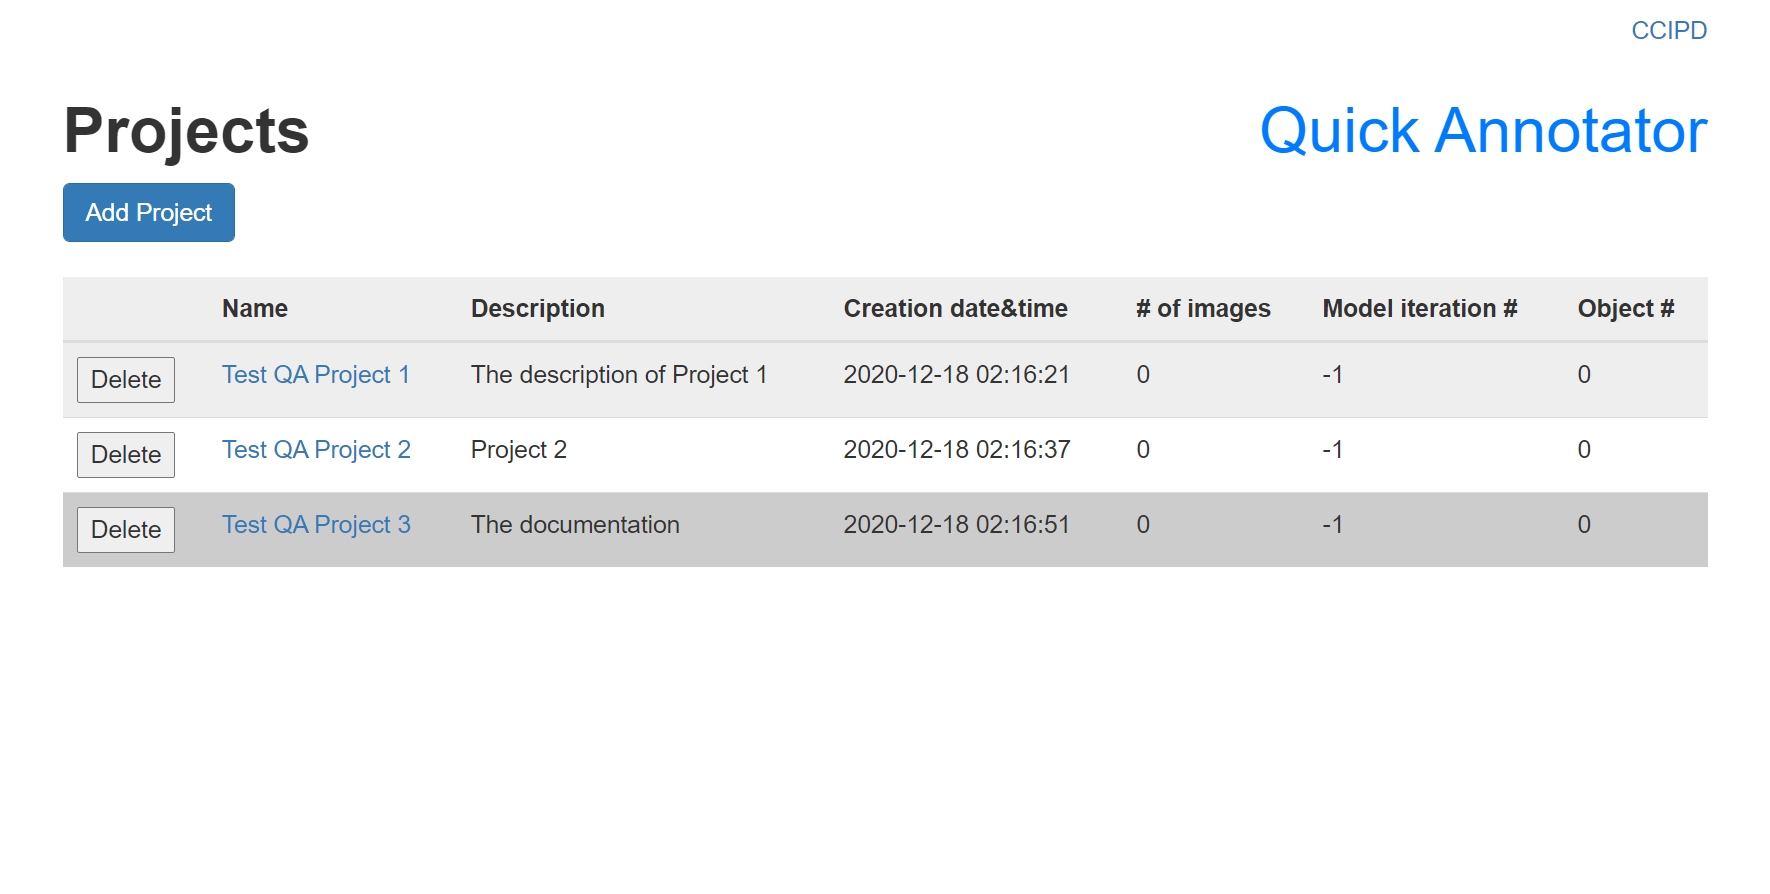 CCIPD
Projects
Quick Annotator
Add Project
Name Description Creation date&time # of images Model iteration # Object #
Delete Test QA Project 1 The description of Project 1 2020-12-18 02:16:21 0 -1 0
Delete Test QA Project 2 Project 2 2020-12-18 02:16:37 0 -1 0
Delete Test QA Project 3 The documentation 2020-12-18 02:16:51 0 -1 0